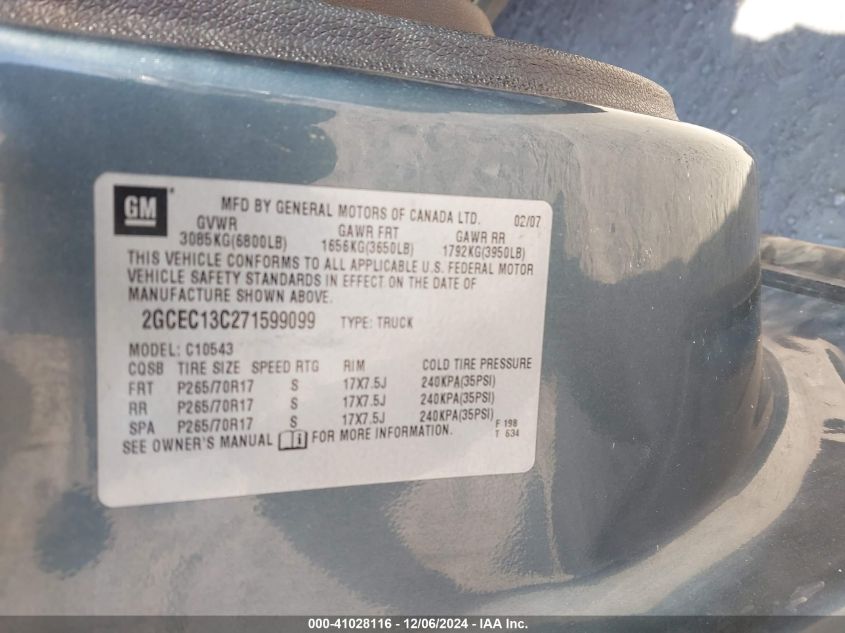 GM
MFD BY GENERAL MOTORS OF CANADA LTD. 02/07
GVWR GAWR FRT GAWR RR
3085KG(6800LB) 1656KG(3650LB) 1792KG(3950LB)
THIS VEHICLE CONFORMS TO ALL APPLICABLE U.S. FEDERAL MOTOR
VEHICLE SAFETY STANDARDS IN EFFECT ON THE DATE OF
MANUFACTURE SHOWN ABOVE.
2GCEC13C271599099 TYPE: TRUCK
MODEL: C10543
CQSB TIRE SIZE SPEED RTG RIM COLD TIRE PRESSURE
FRT P265/70R17 S 17X7.5J 240KPA(35PSI)
RR P265/70R17 S 17X7.5J 240KPA(35PSI)
SPA P265/70R17 S 17X7.5J 240KPA(35PSI)
SEE OWNER'S MANUAL FOR MORE INFORMATION.
F 198
T 634
000-41028116 - 12/06/2024 - IAA Inc.